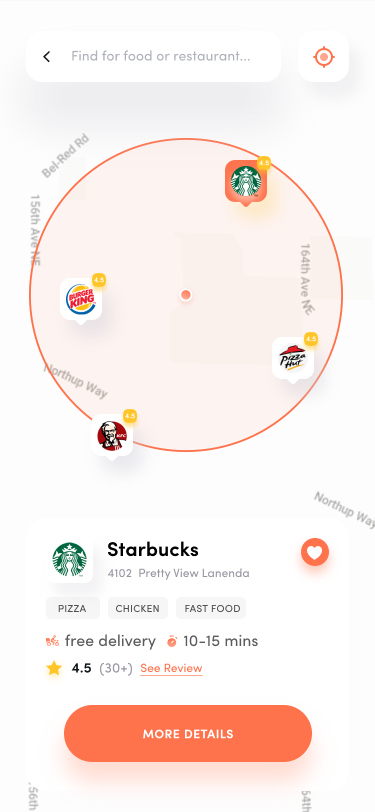 Find for food or restaurant...
Bel-Red Rd
4.5
156th Ave NE
164th Ave NE
4.5
BURGER
KING
4.5
Pizza
Hut
Northup Way
4.5
KFC
Northup Way
Starbucks
4102 Pretty View Lanenda
PIZZA CHICKEN FAST FOOD
free delivery 10-15 mins
4.5 (30+) See Review
MORE DETAILS